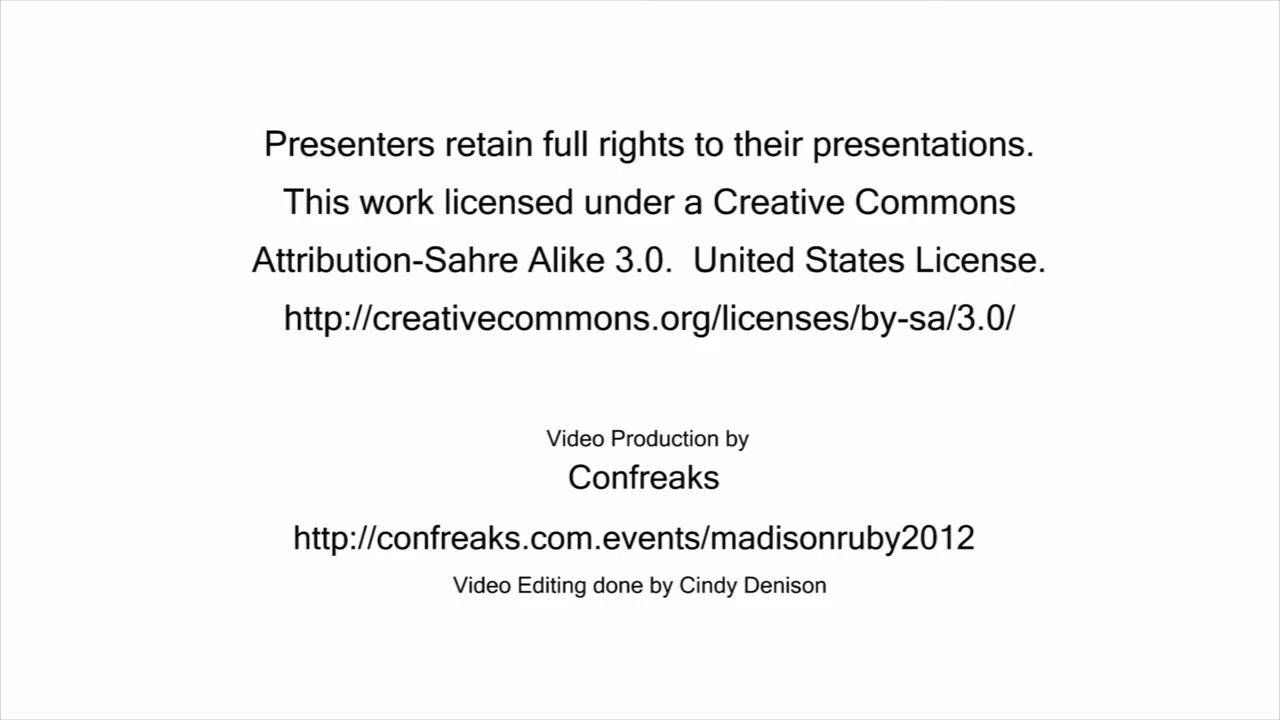 Presenters retain full rights to their presentations.
This work licensed under a Creative Commons
Attribution-Sahre Alike 3.0.  United States License.
http://creativecommons.org/licenses/by-sa/3.0/
Video Production by
Confreaks
http://confreaks.com.events/madisonruby2012
Video Editing done by Cindy Denison